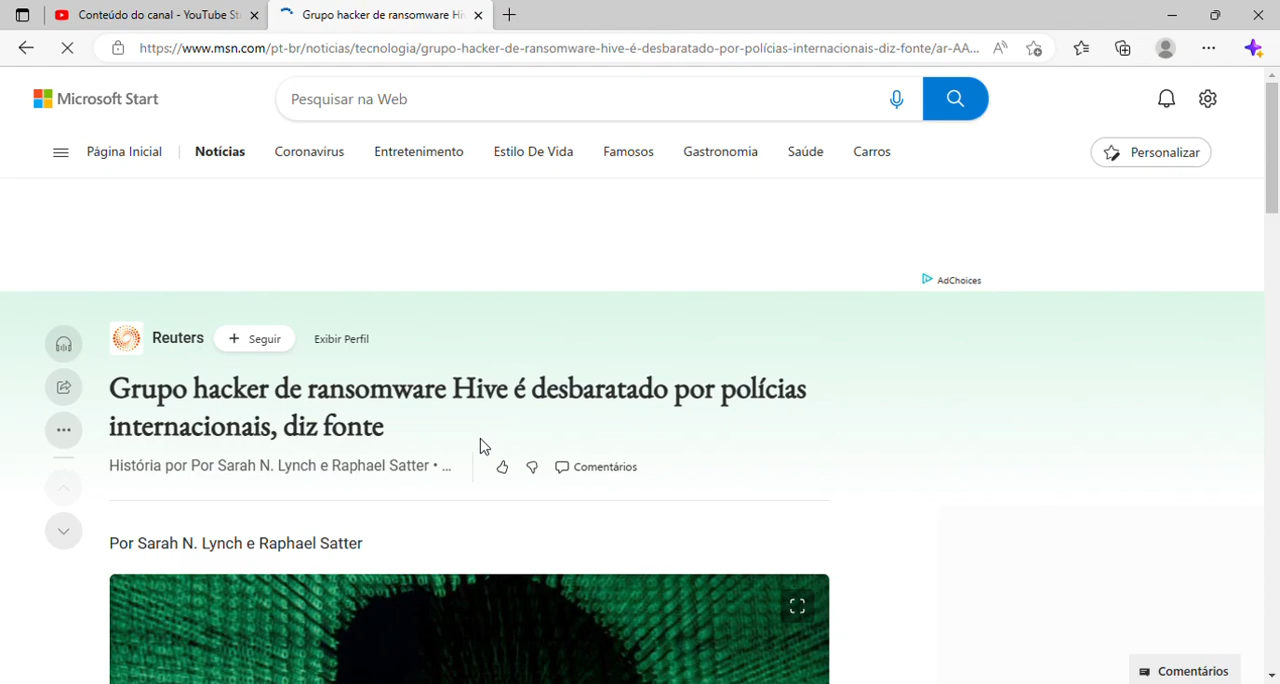 Conteúdo do canal - YouTube St
Grupo hacker de ransomware Hi
https://www.msn.com/pt-br/noticias/tecnologia/grupo-hacker-de-ransomware-hive-é-desbaratado-por-polícias-internacionais-diz-fonte/ar-AA...
Microsoft Start
Pesquisar na Web
Página Inicial
Notícias
Coronavírus
Entretenimento
Estilo De Vida
Famosos
Gastronomia
Saúde
Carros
Personalizar
AdChoices
Reuters
Seguir
Exibir Perfil
Grupo hacker de ransomware Hive é desbaratado por polícias
internacionais, diz fonte
História por Por Sarah N. Lynch e Raphael Satter • ...
Comentários
Por Sarah N. Lynch e Raphael Satter
Comentários